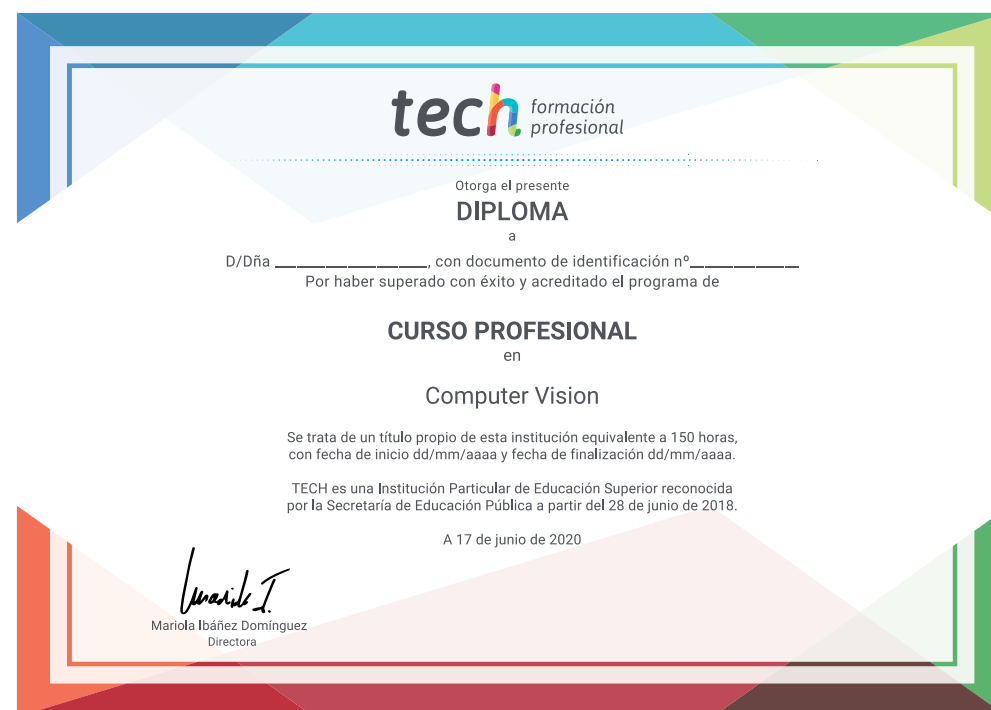 tech formación
profesional
Otorga el presente
DIPLOMA
a
D/Dña ______________, con documento de identificación nº__________
Por haber superado con éxito y acreditado el programa de
CURSO PROFESIONAL
en
Computer Vision
Se trata de un título propio de esta institución equivalente a 150 horas,
con fecha de inicio dd/mm/aaaa y fecha de finalización dd/mm/aaaa.
TECH es una Institución Particular de Educación Superior reconocida
por la Secretaría de Educación Pública a partir del 28 de junio de 2018.
A 17 de junio de 2020
Mariola I.
Mariola Ibáñez Domínguez
Directora